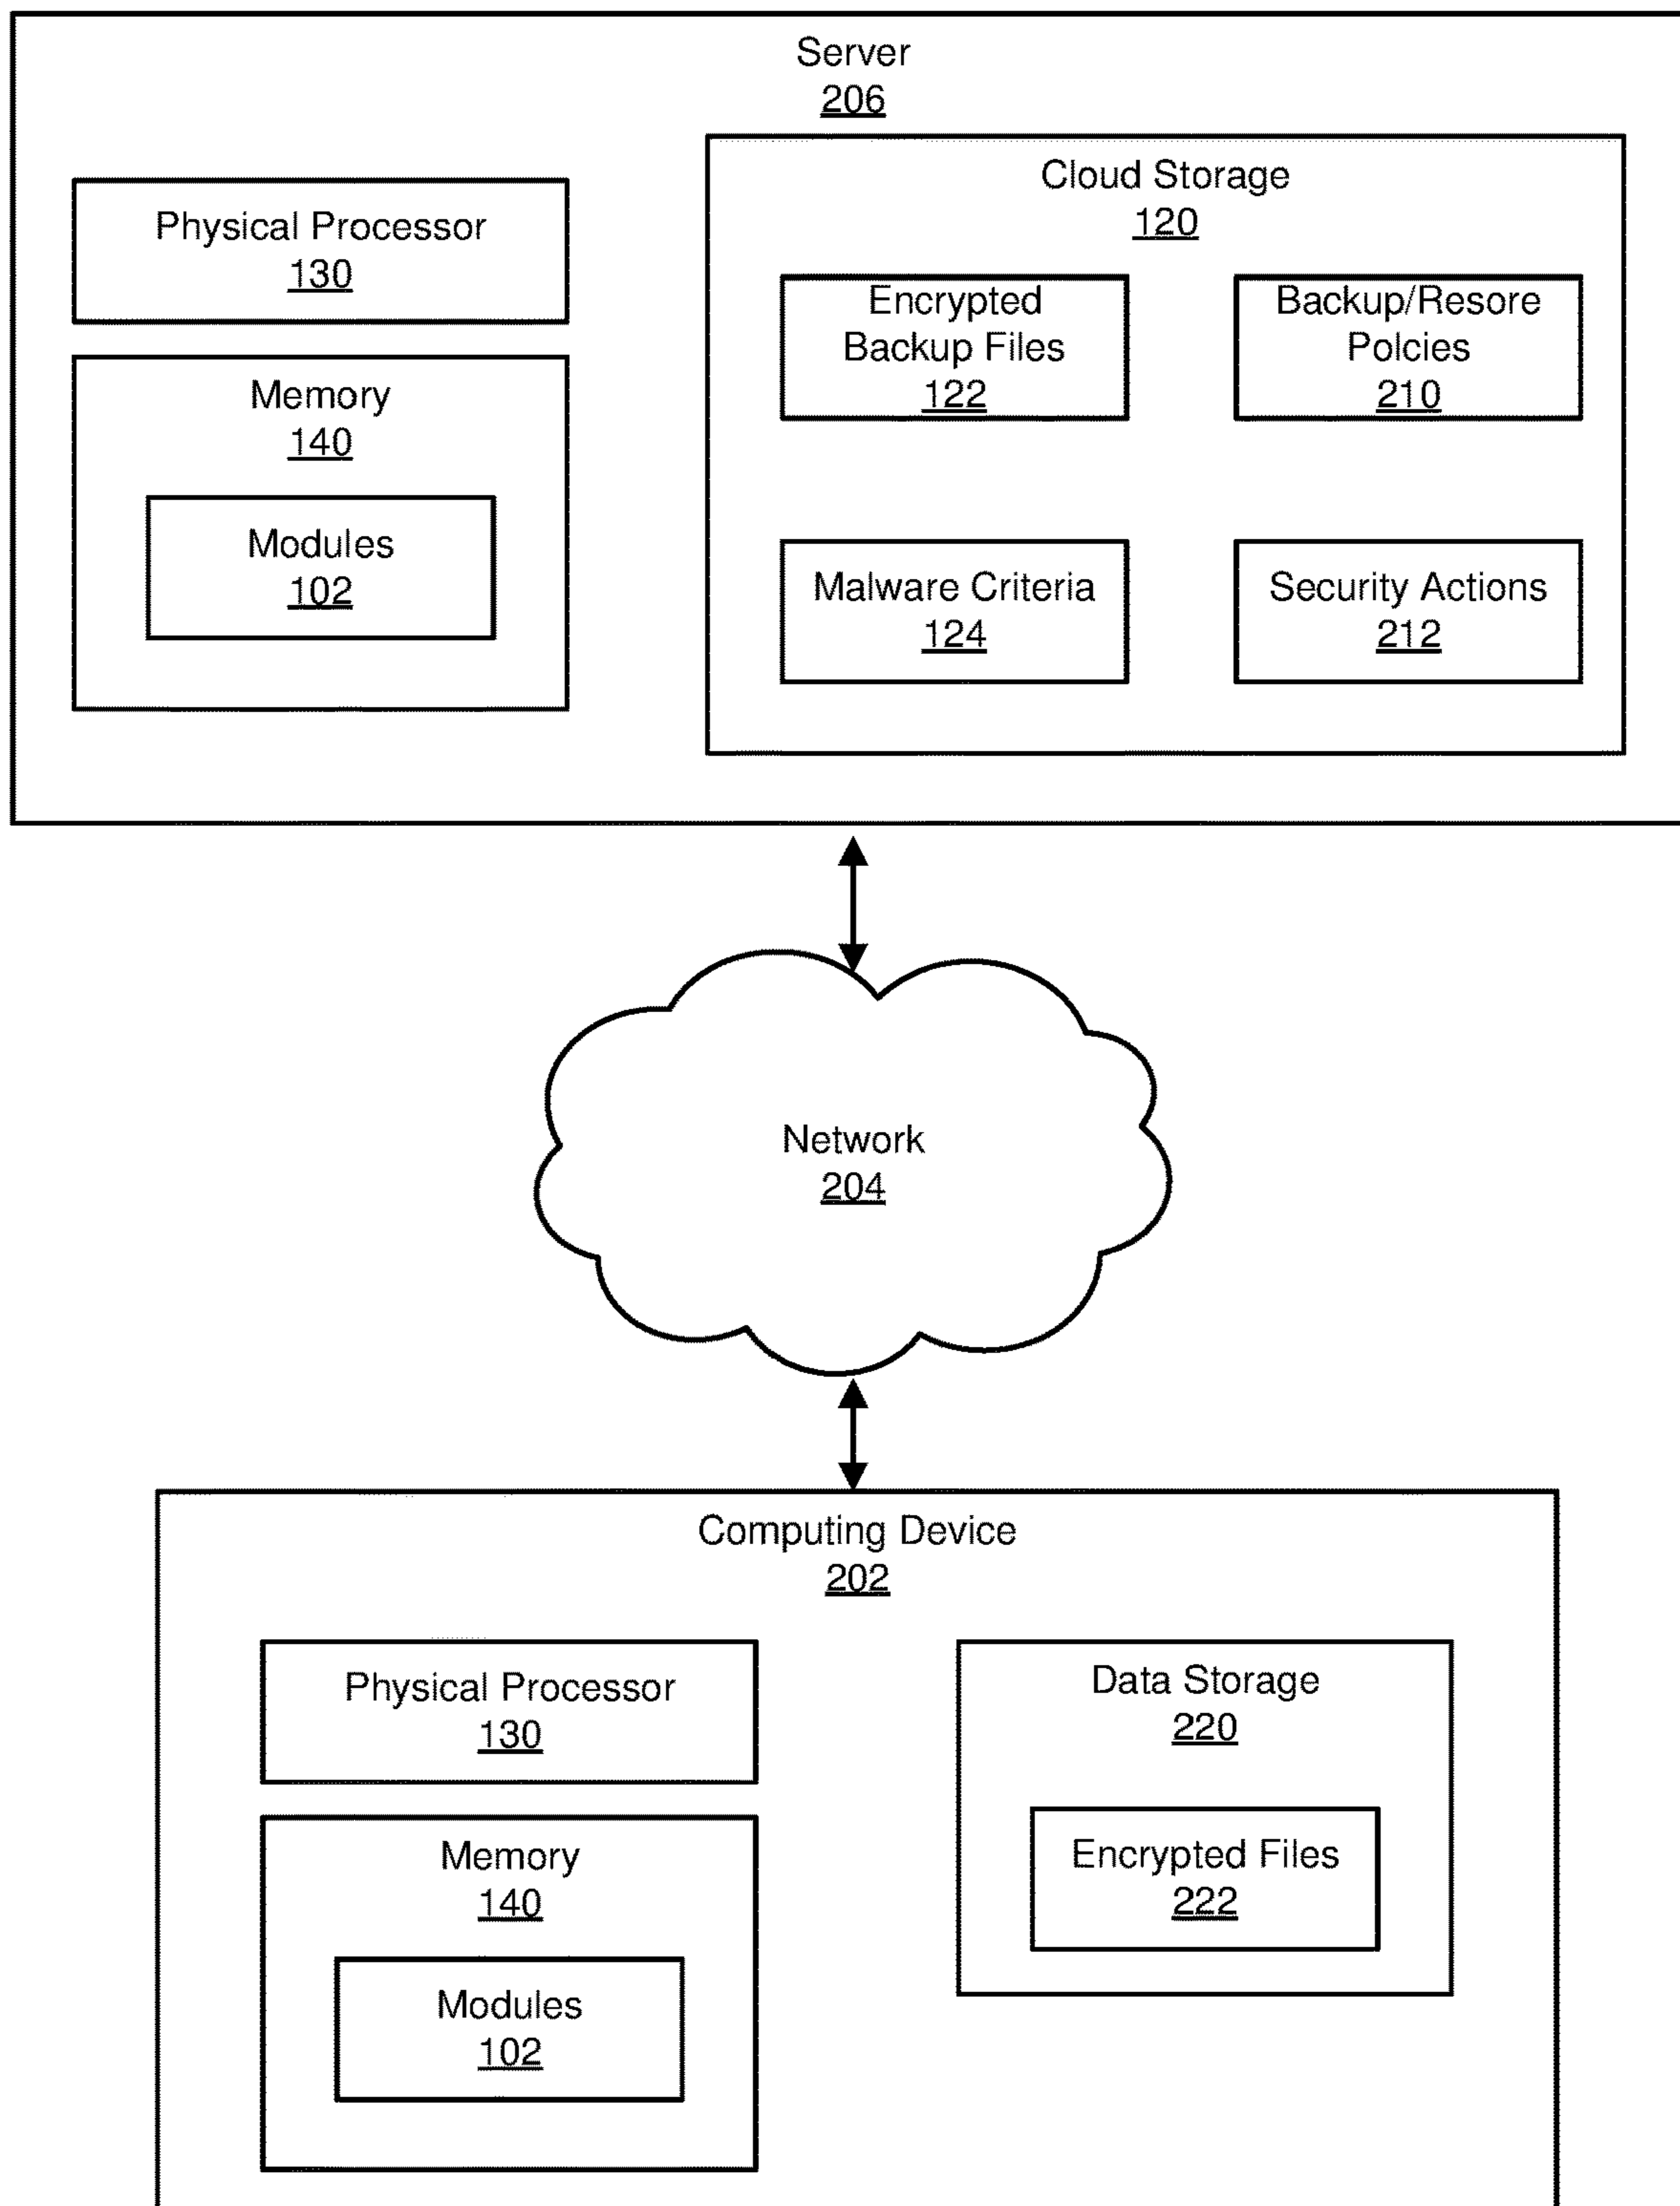 Server
206
Physical Processor
130
Memory
140
Modules
102
Cloud Storage
120
Encrypted
Backup Files
122
Backup/Resore
Polcies
210
Malware Criteria
124
Security Actions
212
Network
204
Computing Device
202
Physical Processor
130
Memory
140
Modules
102
Data Storage
220
Encrypted Files
222